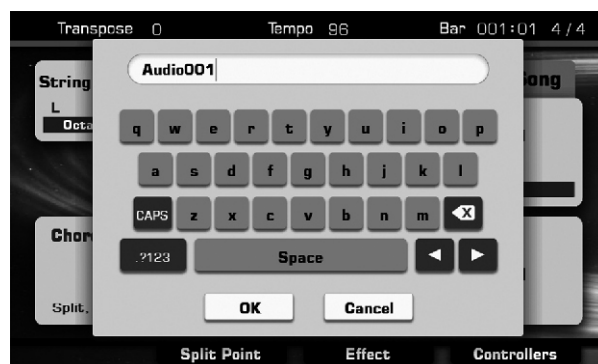 Transpose 0 Tempo 96 Bar 001:01 4/4
String
ong
L
Octa
Audio001
q w e r t y u i o p
a s d f g h j k l
CAPS z x c v b n m
.?123 Space
Chor
Split,
OK Cancel
Split Point Effect Controllers